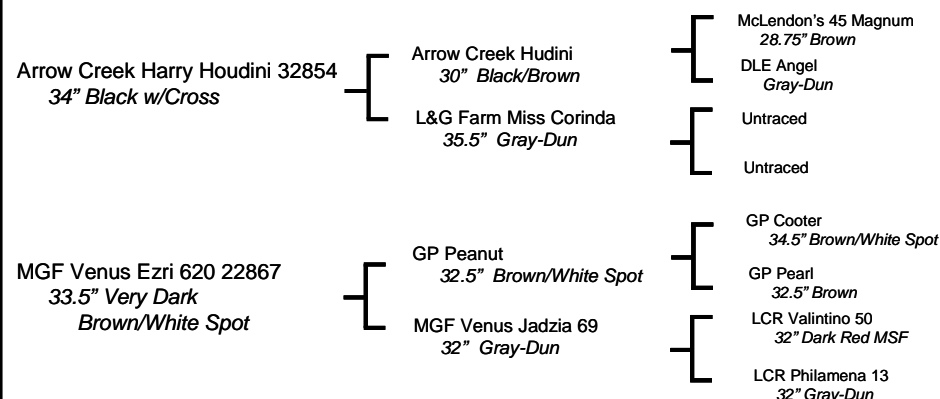 Arrow Creek Harry Houdini 32854
34” Black w/Cross
Arrow Creek Hudini
30” Black/Brown
McLendon's 45 Magnum
28.75” Brown
DLE Angel
Gray-Dun
L&G Farm Miss Corinda
35.5” Gray-Dun
Untraced
Untraced
MGF Venus Ezri 620 22867
33.5” Very Dark
Brown/White Spot
GP Peanut
32.5” Brown/White Spot
GP Cooter
34.5” Brown/White Spot
GP Pearl
32.5” Brown
MGF Venus Jadzia 69
32” Gray-Dun
LCR Valintino 50
32” Dark Red MSF
LCR Philamena 13
32” Gray-Dun